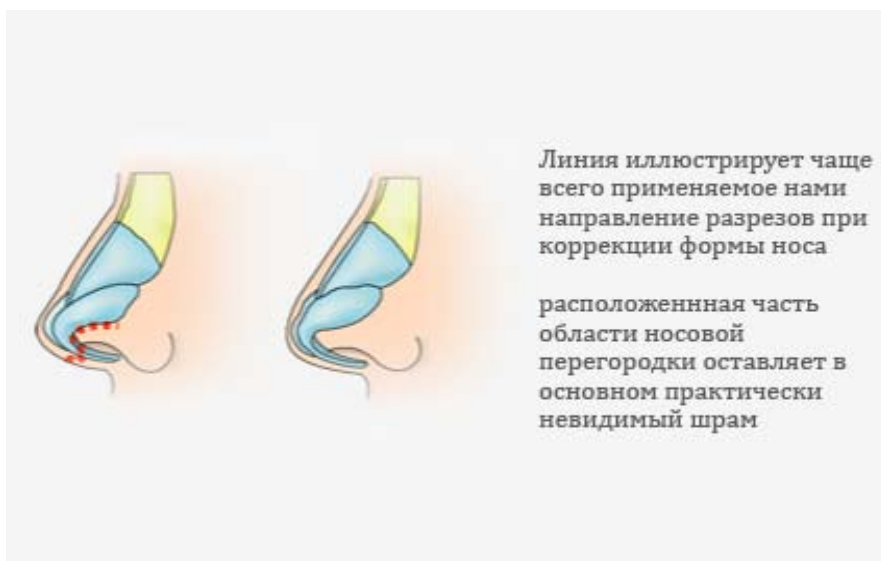 Линия иллюстрирует чаще
всего применяемое нами
направление разрезов при
коррекции формы носа
расположеннная часть
области носовой
перегородки оставляет в
основном практически
невидимый шрам